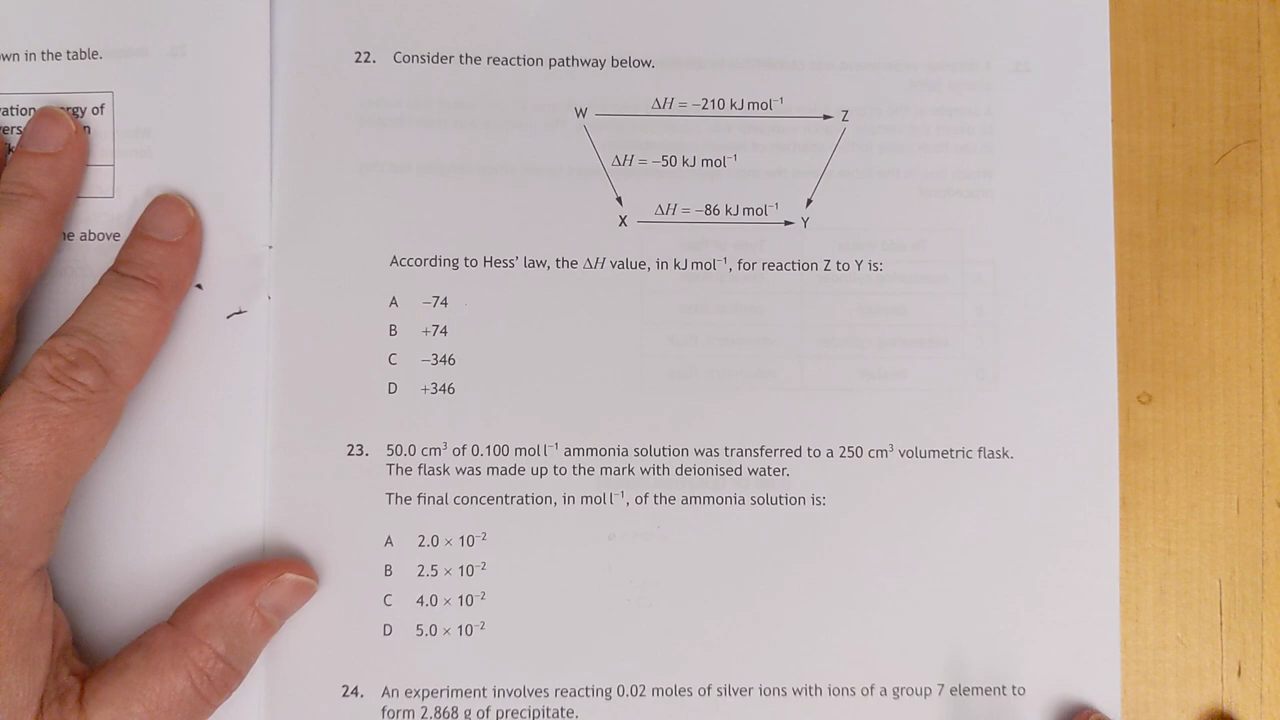 wn in the table.
ergy of
he above
22. Consider the reaction pathway below.
ΔH = −210 kJ mol⁻¹
W Z
ΔH = −50 kJ mol⁻¹
ΔH = −86 kJ mol⁻¹
X Y
According to Hess’ law, the ΔH value, in kJ mol⁻¹, for reaction Z to Y is:
A −74
B +74
C −346
D +346
23. 50.0 cm³ of 0.100 mol l⁻¹ ammonia solution was transferred to a 250 cm³ volumetric flask.
The flask was made up to the mark with deionised water.
The final concentration, in mol l⁻¹, of the ammonia solution is:
A 2.0 × 10⁻²
B 2.5 × 10⁻²
C 4.0 × 10⁻²
D 5.0 × 10⁻²
24. An experiment involves reacting 0.02 moles of silver ions with ions of a group 7 element to
form 2.868 g of precipitate.